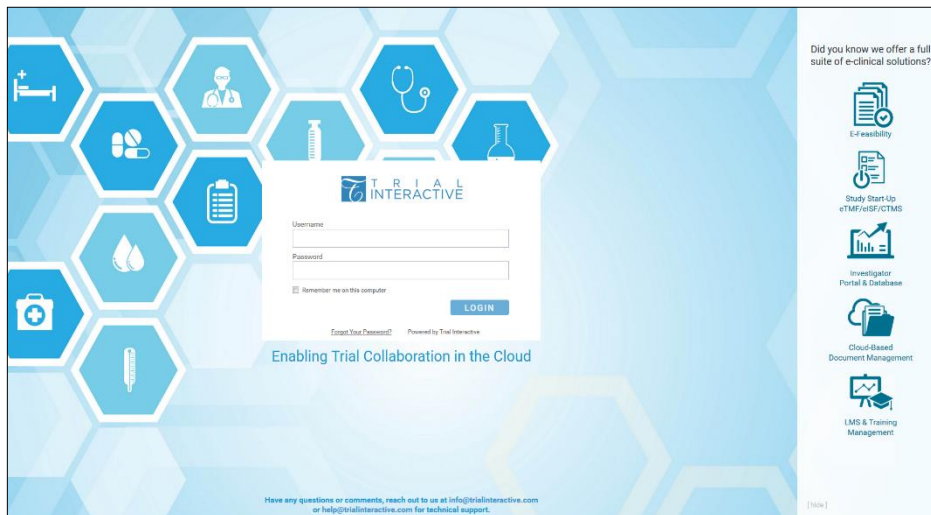 T R I A L
INTERACTIVE
Username
Password
Remember me on this computer
LOGIN
Forgot Your Password? Powered by Trial Interactive
Enabling Trial Collaboration in the Cloud
Have any questions or comments, reach out to us at info@trialinteractive.com
or help@trialinteractive.com for technical support.
Did you know we offer a full
suite of e-clinical solutions?
E-Feasibility
Study Start-Up
eTMF/eISF/CTMS
Investigator
Portal & Database
Cloud-Based
Document Management
LMS & Training
Management
[ hide ]